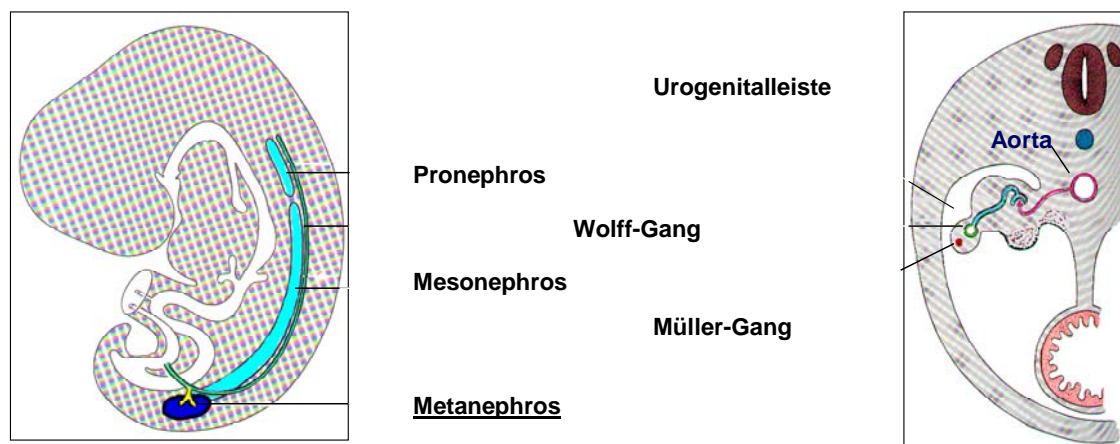 Urogenitalleiste
Aorta
Pronephros
Wolff-Gang
Mesonephros
Müller-Gang
Metanephros